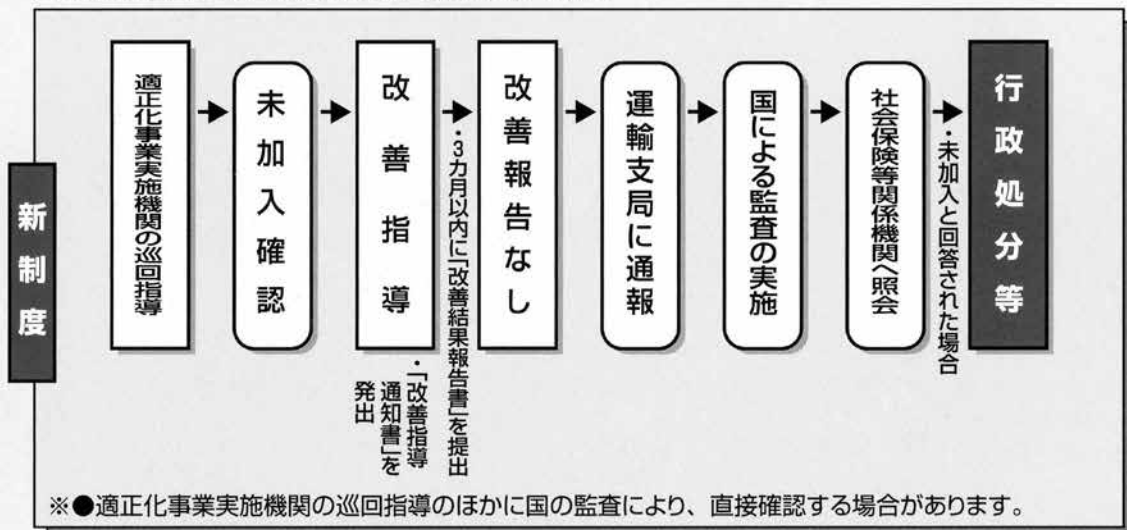 新制度
適正化事業実施機関の巡回指導
未加入確認
改善指導
・「改善指導
通知書」を
発出
・3カ月以内に「改善結果報告書」を提出
改善報告なし
運輸支局に通報
国による監査の実施
社会保険等関係機関へ照会
・未加入と回答された場合
行政処分等
※●適正化事業実施機関の巡回指導のほかに国の監査により、直接確認する場合があります。